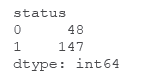 status
0     48
1    147
dtype: int64